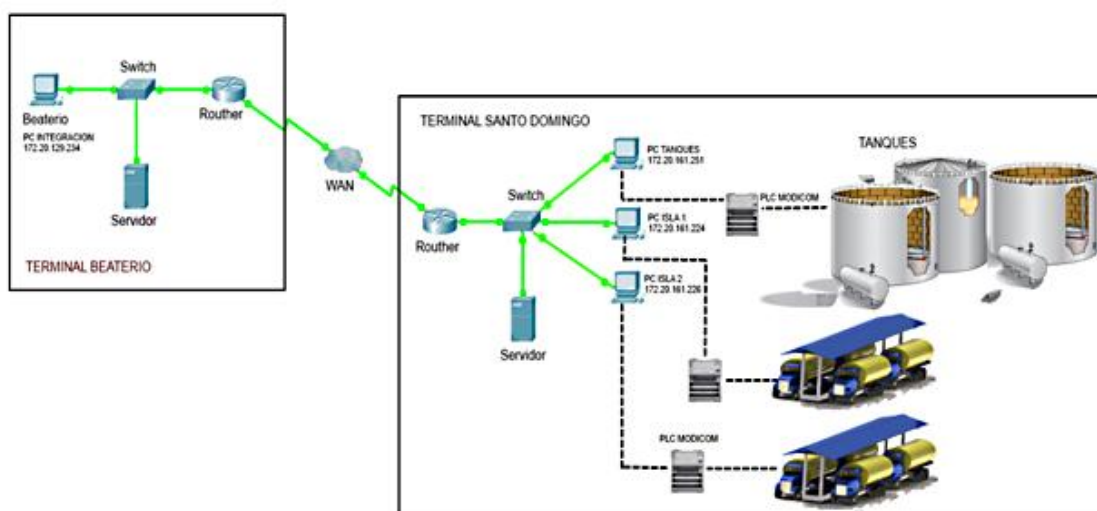 Switch
Routher
Beaterio
PC INTEGRACION
172.20.129.234
Servidor
TERMINAL BEATERIO
WAN
TERMINAL SANTO DOMINGO
Routher
Switch
Servidor
PC TANQUES
172.20.161.251
PC ISLA 1
172.20.161.224
PC ISLA 2
172.20.161.226
PLC MODICOM
TANQUES
PLC MODICOM